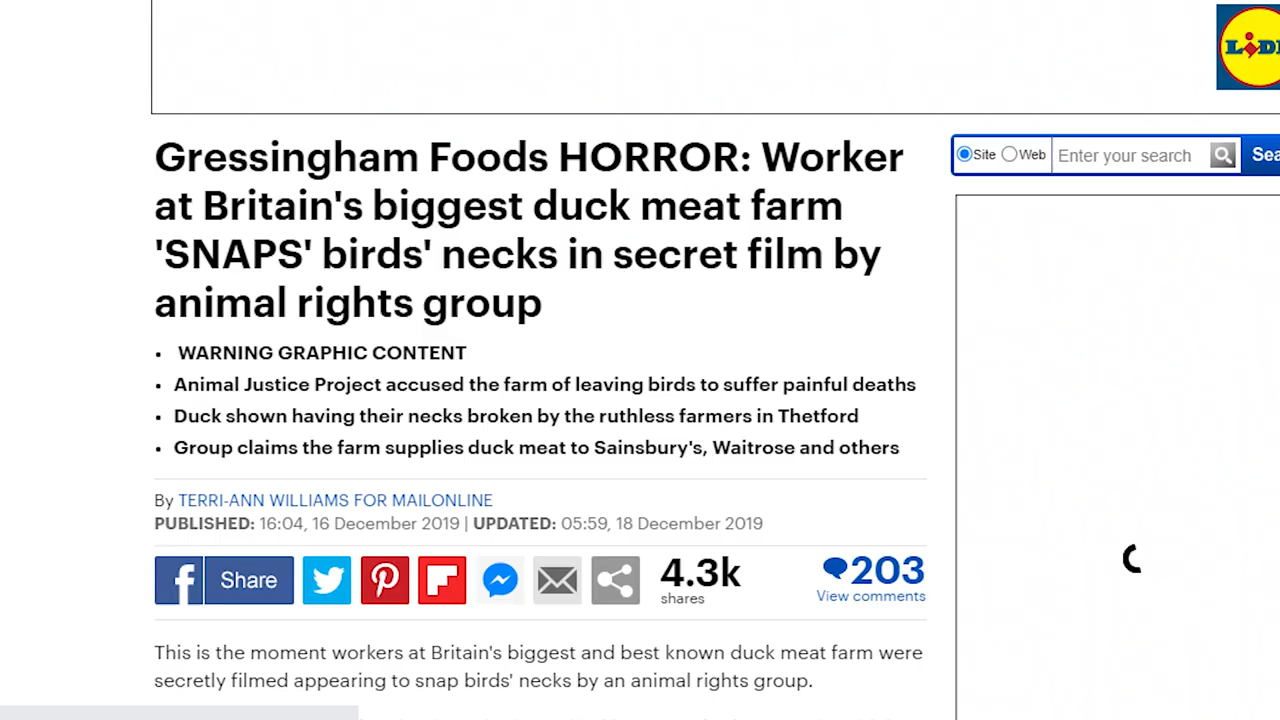 LIDL
Gressingham Foods HORROR: Worker
at Britain's biggest duck meat farm
'SNAPS' birds' necks in secret film by
animal rights group
• WARNING GRAPHIC CONTENT
• Animal Justice Project accused the farm of leaving birds to suffer painful deaths
• Duck shown having their necks broken by the ruthless farmers in Thetford
• Group claims the farm supplies duck meat to Sainsbury's, Waitrose and others
By TERRI-ANN WILLIAMS FOR MAILONLINE
PUBLISHED: 16:04, 16 December 2019 | UPDATED: 05:59, 18 December 2019
Share
4.3k
shares
203
View comments
This is the moment workers at Britain's biggest and best known duck meat farm were
secretly filmed appearing to snap birds' necks by an animal rights group.
Site Web Enter your search Sea